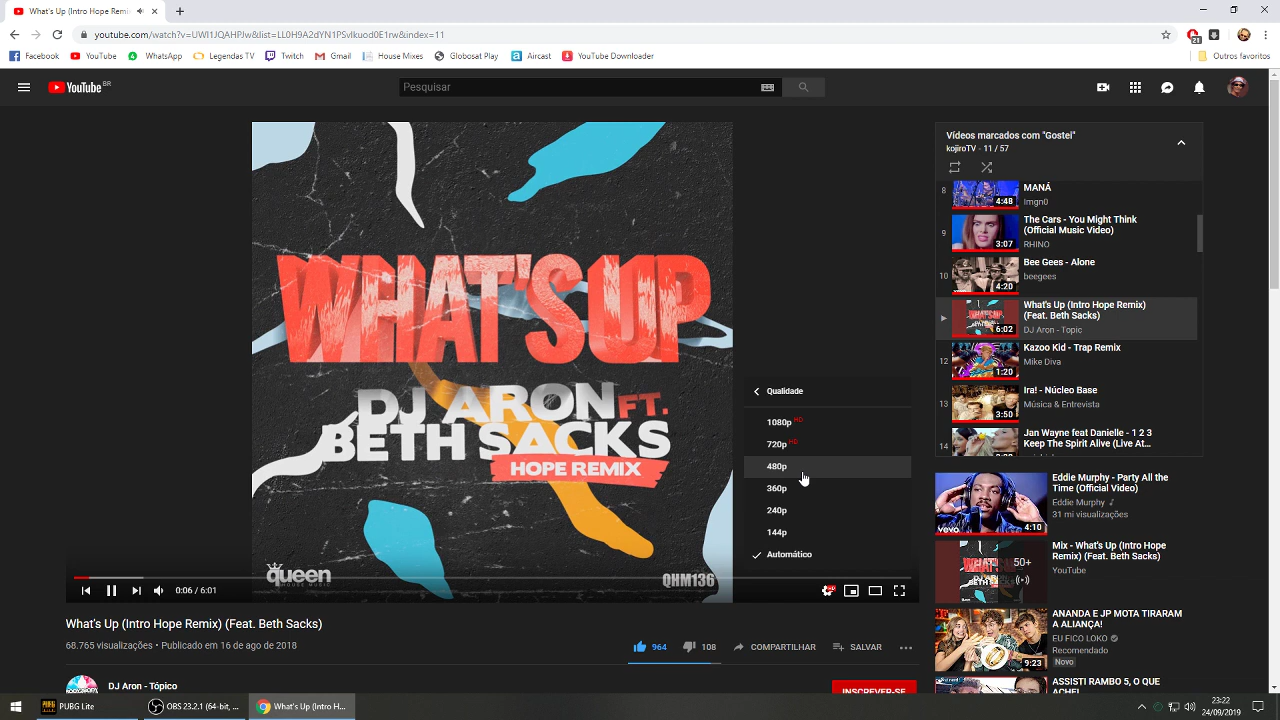 What's Up (Intro Hope Remix)
youtube.com/watch?v=UWI1JQAHPJw&list=LL0H9A2dYN1PSvlkuod0E1rw&index=11
21
Facebook
YouTube
WhatsApp
Legendas TV
Twitch
Gmail
House Mixes
Globosat Play
Aircast
YouTube Downloader
Outros favoritos
YouTube BR
Pesquisar
WHAT'S UP
DJ ARON FT.
BETH SACKS
HOPE REMIX
queen
HOUSE MUSIC
QHM136
Qualidade
1080p HD
720p HD
480p
360p
240p
144p
Automático
0:06 / 6:01
HD
What's Up (Intro Hope Remix) (Feat. Beth Sacks)
68.765 visualizações • Publicado em 16 de ago de 2018
964
108
COMPARTILHAR
SALVAR
DJ Aron - Tópico
INSCREVER-SE
Vídeos marcados com "Gostei"
kojiroTV - 11 / 57
8
4:48
MANÁ
Imgn0
9
3:07
The Cars - You Might Think
(Official Music Video)
RHINO
10
4:20
Bee Gees - Alone
beegees
6:02
What's Up (Intro Hope Remix)
(Feat. Beth Sacks)
DJ Aron - Topic
12
1:20
Kazoo Kid - Trap Remix
Mike Diva
13
3:50
Ira! - Núcleo Base
Música & Entrevista
14
Jan Wayne feat Danielle - 1 2 3
Keep The Spirit Alive (Live At...
vevo
4:10
Eddie Murphy - Party All the
Time (Official Video)
Eddie Murphy
31 mi visualizações
50+
Mix - What's Up (Intro Hope
Remix) (Feat. Beth Sacks)
YouTube
9:23
ANANDA E JP MOTA TIRARAM
A ALIANÇA!
EU FICO LOKO
Recomendado
Novo
ASSISTI RAMBO 5, O QUE
ACHEI
PUBG Lite
OBS 23.2.1 (64-bit, ...
What's Up (Intro H...
23:22
24/09/2019